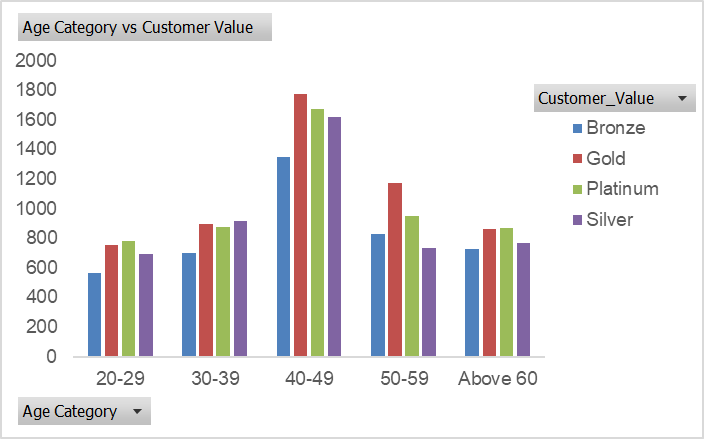 Age Category vs Customer Value
2000
1800
1600
1400
1200
1000
800
600
400
200
0
20-29 30-39 40-49 50-59 Above 60
Customer_Value
Bronze
Gold
Platinum
Silver
Age Category